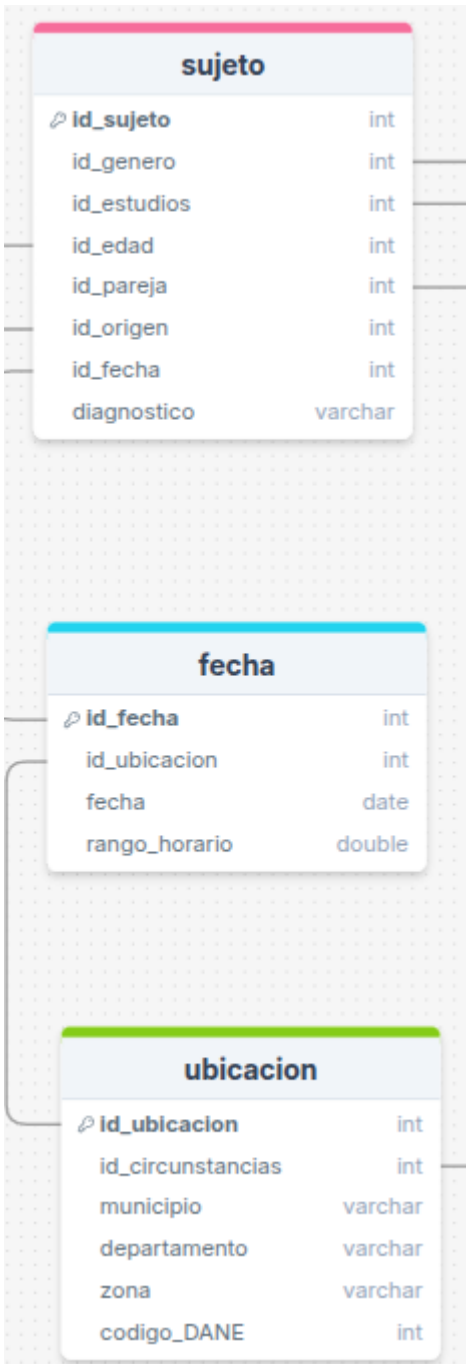 sujeto
id_sujeto int
id_genero int
id_estudios int
id_edad int
id_pareja int
id_origen int
id_fecha int
diagnostico varchar
fecha
id_fecha int
id_ubicacion int
fecha date
rango_horario double
ubicacion
id_ubicacion int
id_circunstancias int
municipio varchar
departamento varchar
zona varchar
codigo_DANE int